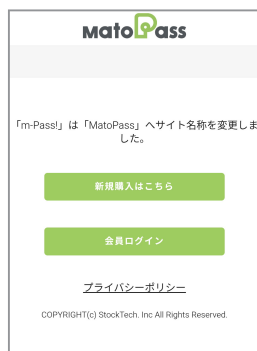 MatoPass
「m-Pass!」は「MatoPass」へサイト名称を変更しま
した。
新規購入はこちら
会員ログイン
プライバシーポリシー
COPYRIGHT(c) StockTech. Inc All Rights Reserved.